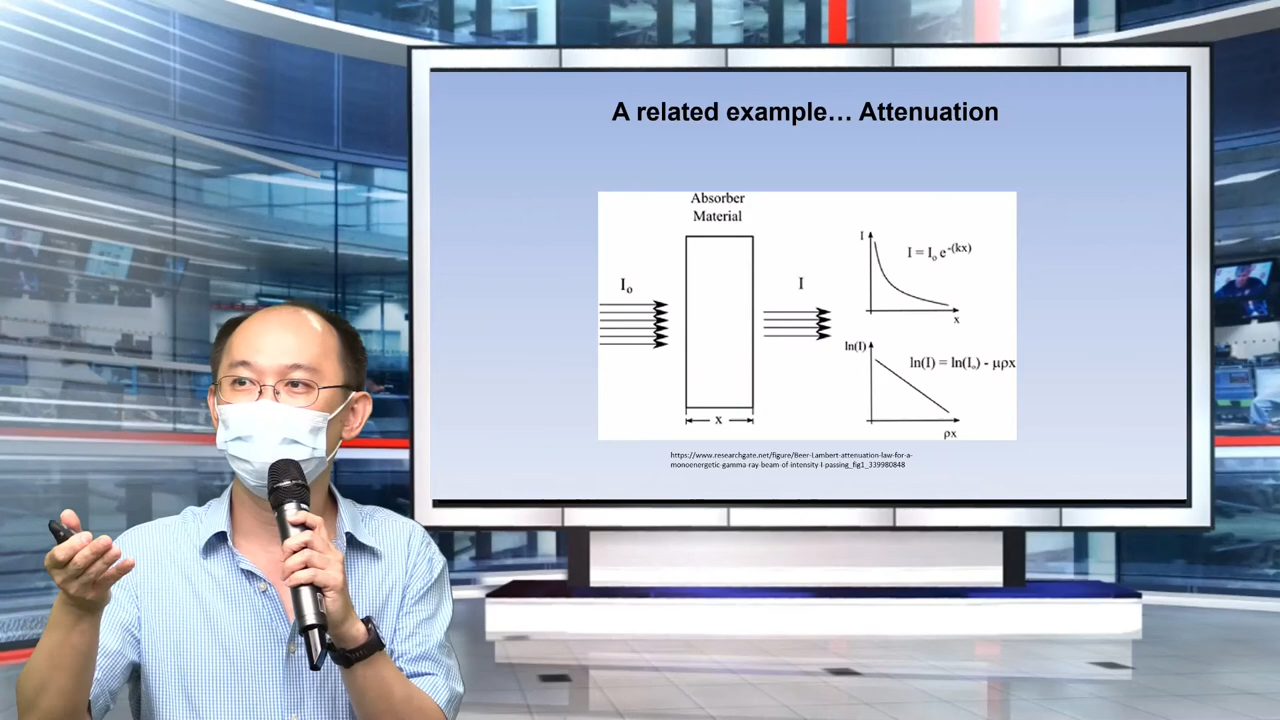 A related example… Attenuation
Absorber
Material
I₀
I
x
I
I = I₀ e⁻⁽ᵏˣ⁾
x
ln(I)
ln(I) = ln(I₀) - μρx
ρx
https://www.researchgate.net/figure/Beer-Lambert-attenuation-law-for-a-
monoenergetic-gamma-ray-beam-of-intensity-I-passing_fig1_339980848